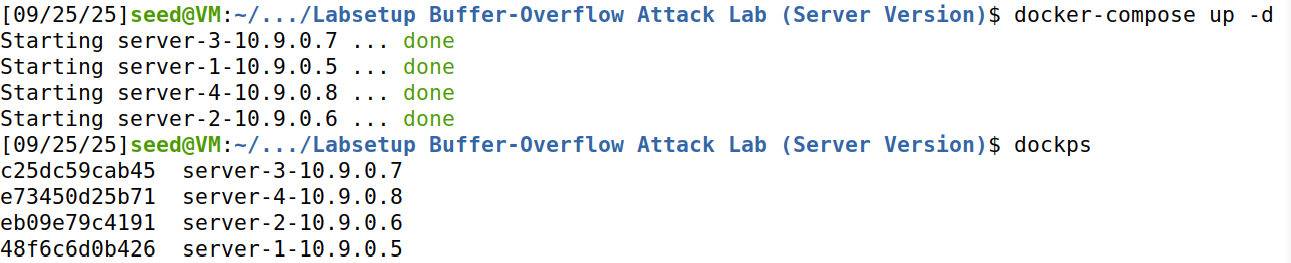 [09/25/25]seed@VM:~/.../Labsetup Buffer-Overflow Attack Lab (Server Version)$ docker-compose up -d
Starting server-3-10.9.0.7 ... done
Starting server-1-10.9.0.5 ... done
Starting server-4-10.9.0.8 ... done
Starting server-2-10.9.0.6 ... done
[09/25/25]seed@VM:~/.../Labsetup Buffer-Overflow Attack Lab (Server Version)$ dockps
c25dc59cab45  server-3-10.9.0.7
e73450d25b71  server-4-10.9.0.8
eb09e79c4191  server-2-10.9.0.6
48f6c6d0b426  server-1-10.9.0.5